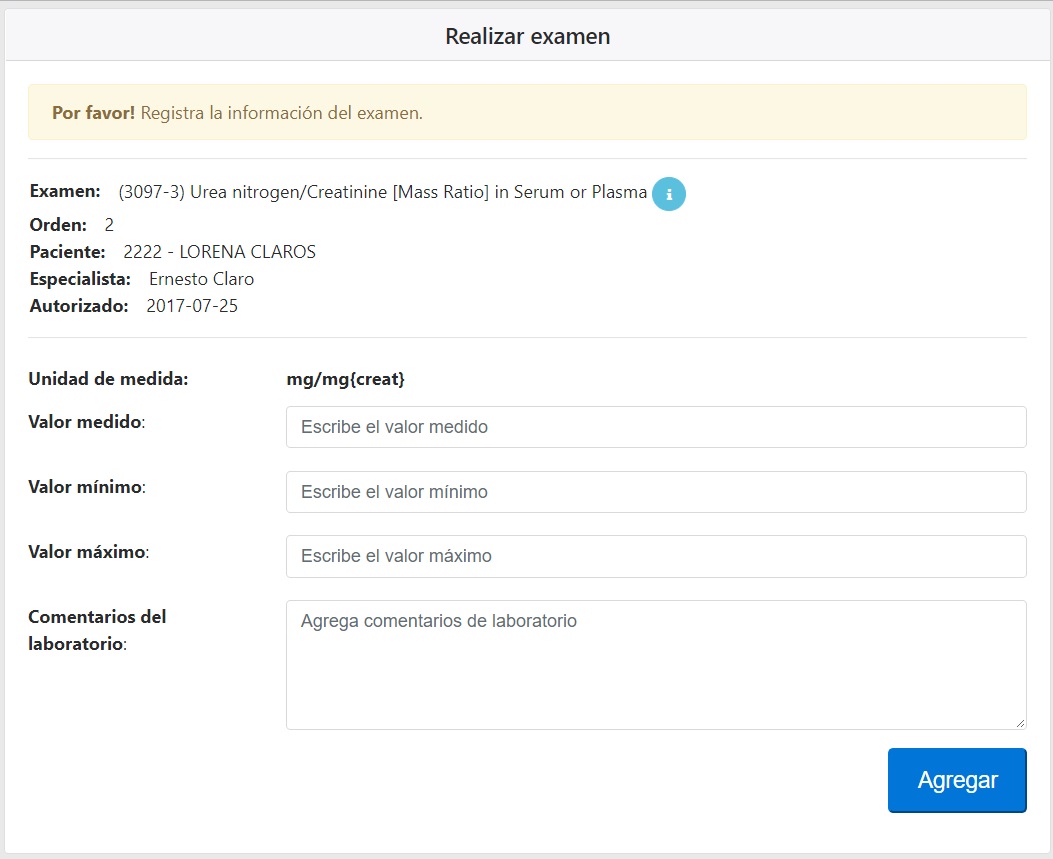 Realizar examen
Por favor! Registra la información del examen.
Examen: (3097-3) Urea nitrogen/Creatinine [Mass Ratio] in Serum or Plasma i
Orden: 2
Paciente: 2222 - LORENA CLAROS
Especialista: Ernesto Claro
Autorizado: 2017-07-25
Unidad de medida: mg/mg{creat}
Valor medido: Escribe el valor medido
Valor mínimo: Escribe el valor mínimo
Valor máximo: Escribe el valor máximo
Comentarios del
laboratorio:
Agrega comentarios de laboratorio
Agregar